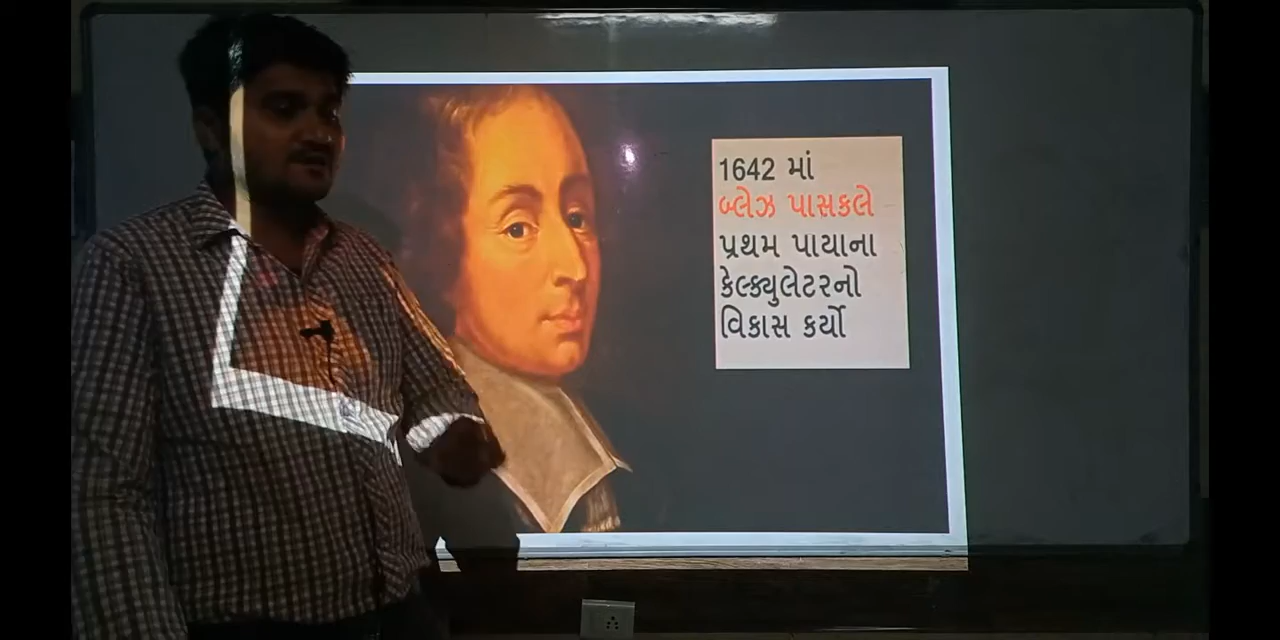 1642 માં
બ્લેઝ પાસકલે
પ્રથમ પાયાના
કેલ્ક્યુલેટરનો
વિકાસ કર્યો